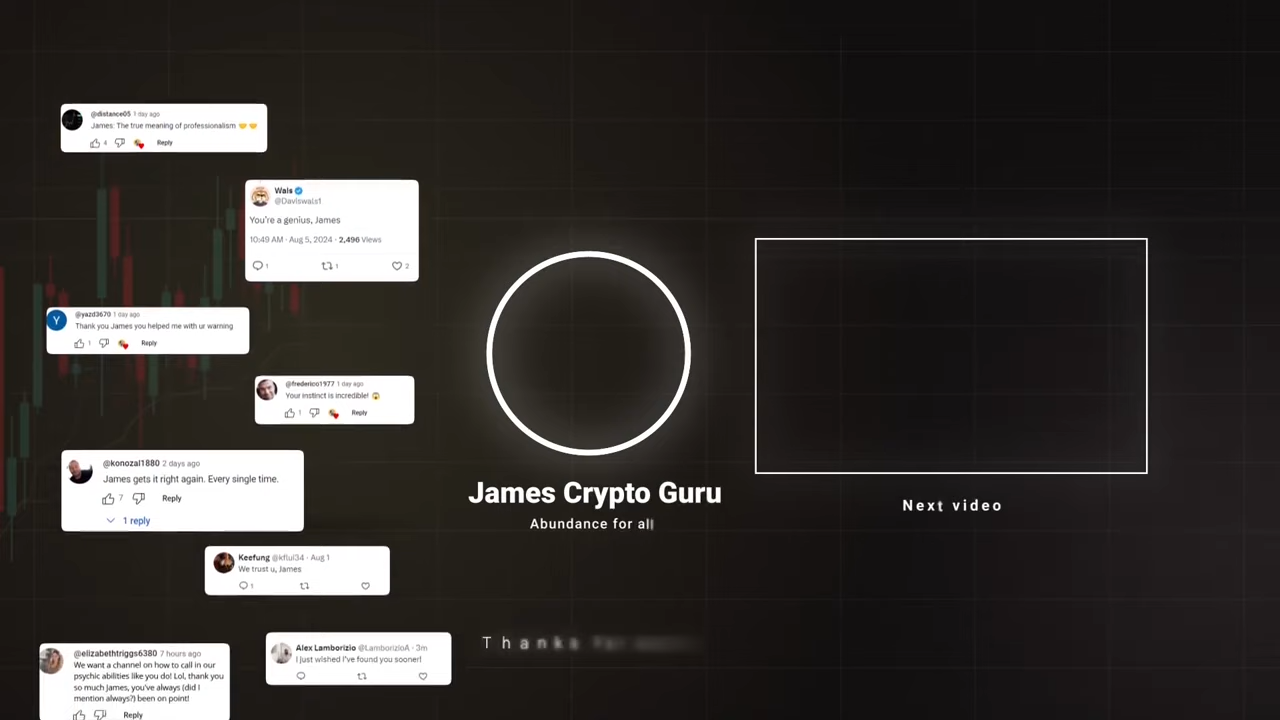 @distance05 1 day ago
James: The true meaning of professionalism 🤝 🤝
4 Reply
Wals
@Daviswals1
You're a genius, James
10:49 AM · Aug 5, 2024 · 2,496 Views
1 1 2
Y
@yazd3670 1 day ago
Thank you James you helped me with ur warning
1 Reply
@frederico1977 1 day ago
Your instinct is incredible! 😱
1 Reply
@konozal1880 2 days ago
James gets it right again. Every single time.
7 Reply
1 reply
Keefung @kflui34 · Aug 1
We trust u, James
1
@elizabethtriggs6380 7 hours ago
We want a channel on how to call in our
psychic abilities like you do! Lol, thank you
so much James, you've always (did I
mention always?) been on point!
Reply
Alex Lamborizio @LamborizioA · 3m
I just wished I've found you sooner!
James Crypto Guru
Abundance for all
Next video
Thanks